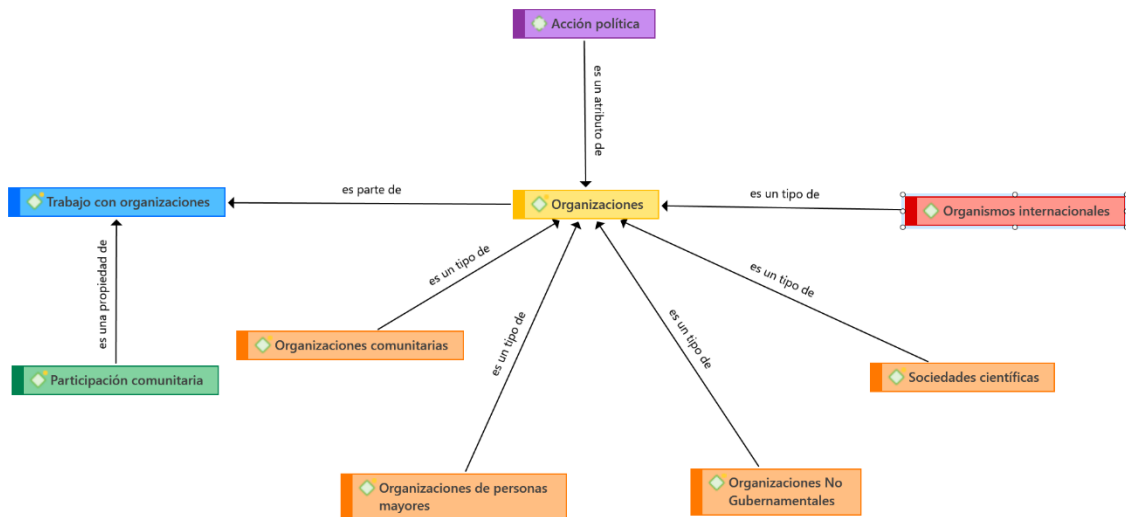 Acción política
es un atributo de
es parte de
es un tipo de
Trabajo con organizaciones
Organizaciones
Organismos internacionales
es una propiedad de
es un tipo de
es un tipo de
es un tipo de
es un tipo de
Organizaciones comunitarias
Participación comunitaria
Sociedades científicas
Organizaciones de personas
mayores
Organizaciones No
Gubernamentales